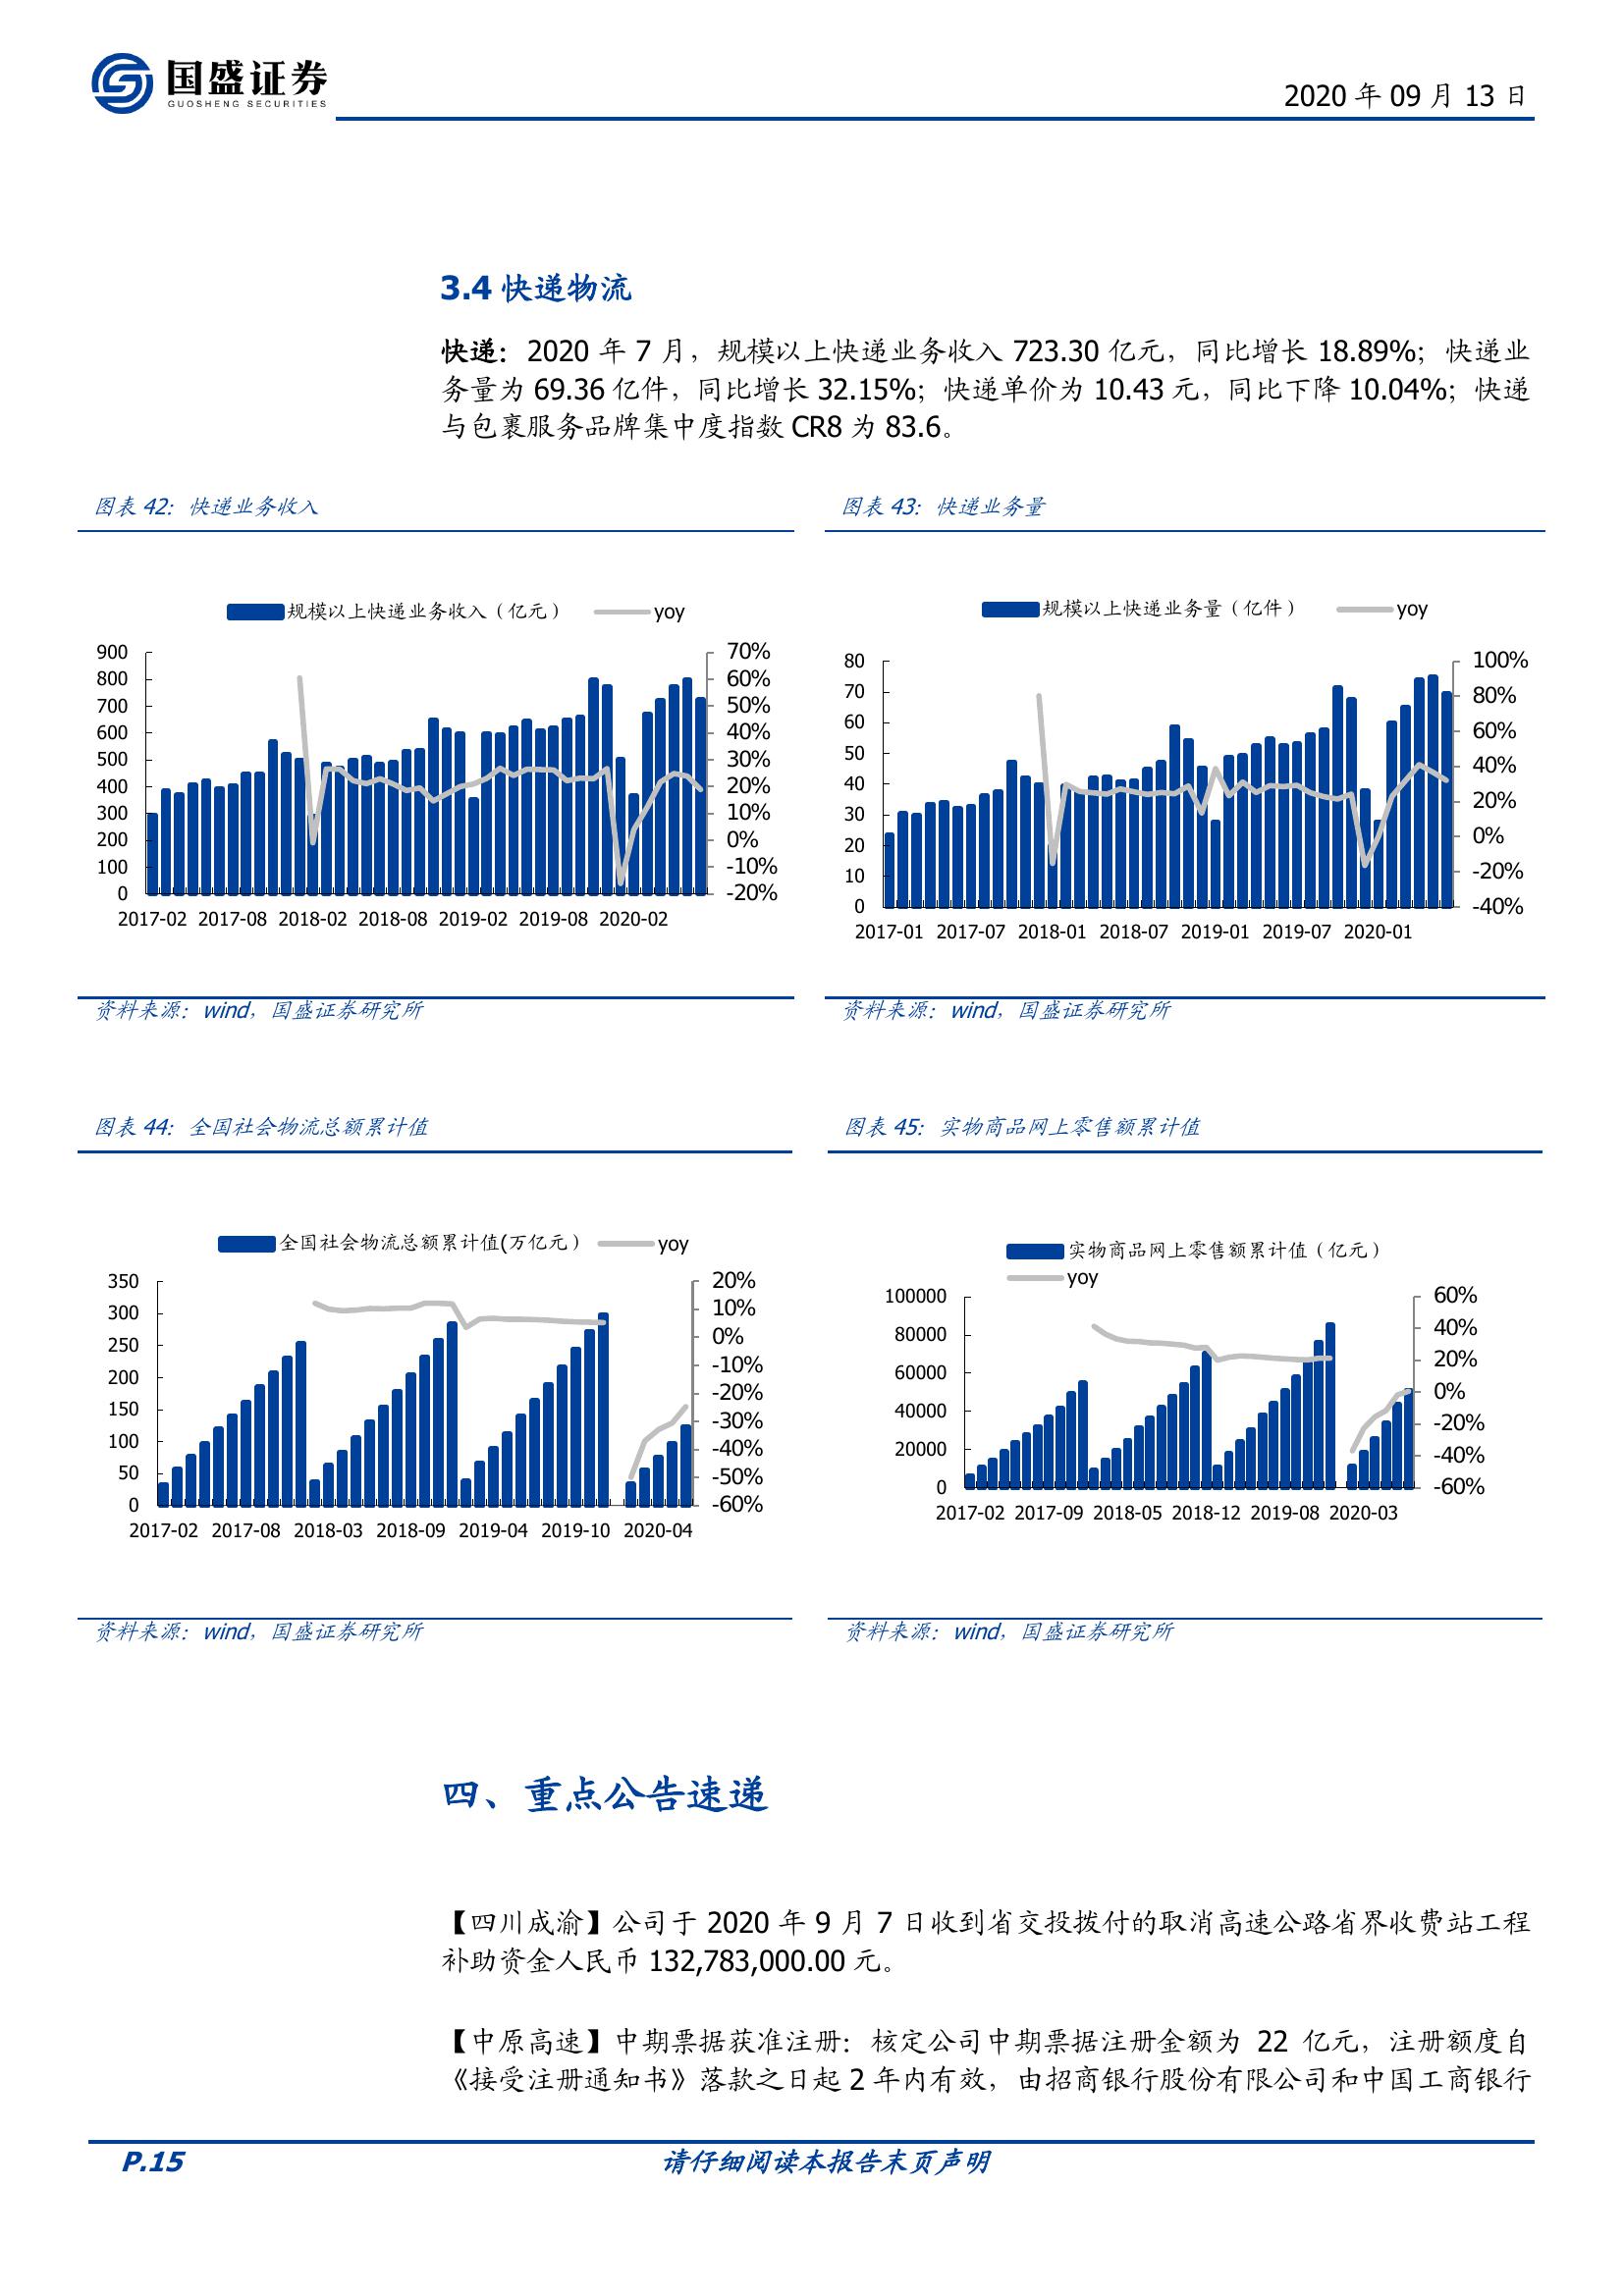 国盛证券
GUOSHENG SECURITIES
2020 年 09 月 13 日
3.4 快递物流
快递：2020 年 7 月，规模以上快递业务收入 723.30 亿元，同比增长 18.89%；快递业
务量为 69.36 亿件，同比增长 32.15%；快递单价为 10.43 元，同比下降 10.04%；快递
与包裹服务品牌集中度指数 CR8 为 83.6。
图表 42：快递业务收入
规模以上快递业务收入（亿元）
yoy
900
800
700
600
500
400
300
200
100
0
70%
60%
50%
40%
30%
20%
10%
0%
-10%
-20%
2017-02 2017-08 2018-02 2018-08 2019-02 2019-08 2020-02
资料来源：wind，国盛证券研究所
图表 43：快递业务量
规模以上快递业务量（亿件）
yoy
80
70
60
50
40
30
20
10
0
100%
80%
60%
40%
20%
0%
-20%
-40%
2017-01 2017-07 2018-01 2018-07 2019-01 2019-07 2020-01
资料来源：wind，国盛证券研究所
图表 44：全国社会物流总额累计值
全国社会物流总额累计值(万亿元）
yoy
350
300
250
200
150
100
50
0
20%
10%
0%
-10%
-20%
-30%
-40%
-50%
-60%
2017-02 2017-08 2018-03 2018-09 2019-04 2019-10 2020-04
资料来源：wind，国盛证券研究所
图表 45：实物商品网上零售额累计值
实物商品网上零售额累计值（亿元）
yoy
100000
80000
60000
40000
20000
0
60%
40%
20%
0%
-20%
-40%
-60%
2017-02 2017-09 2018-05 2018-12 2019-08 2020-03
资料来源：wind，国盛证券研究所
四、重点公告速递
【四川成渝】公司于 2020 年 9 月 7 日收到省交投拨付的取消高速公路省界收费站工程
补助资金人民币 132,783,000.00 元。
【中原高速】中期票据获准注册：核定公司中期票据注册金额为 22 亿元，注册额度自
《接受注册通知书》落款之日起 2 年内有效，由招商银行股份有限公司和中国工商银行
P.15
请仔细阅读本报告末页声明